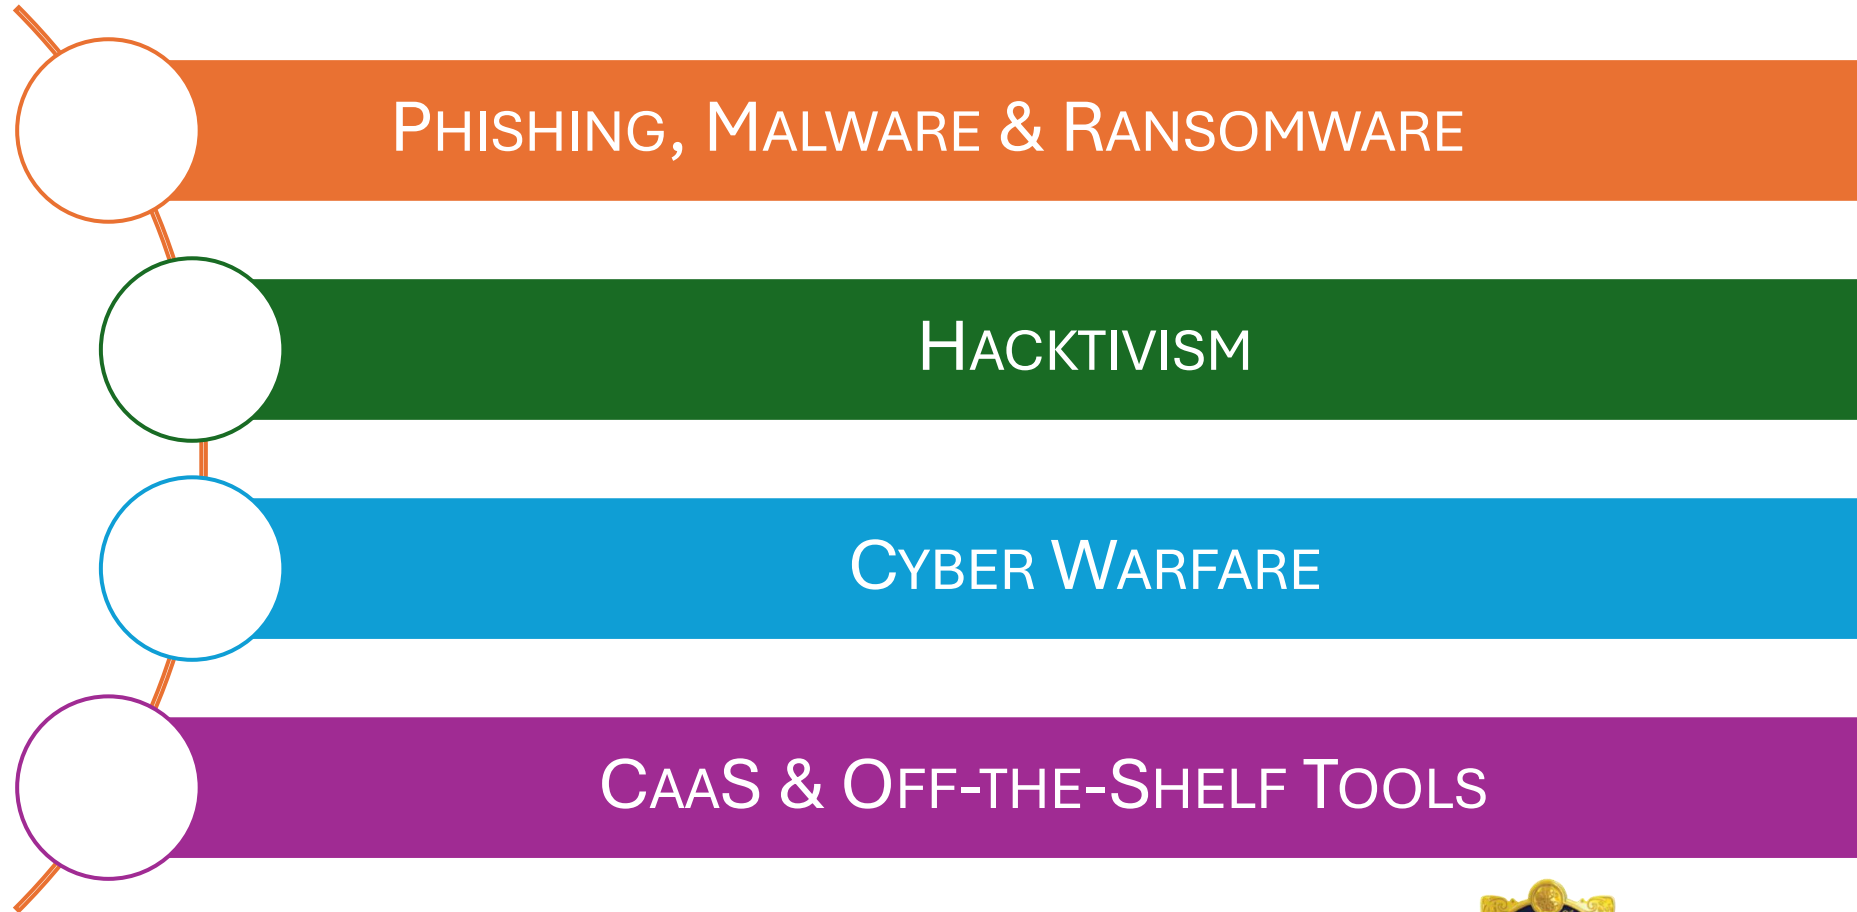 PHISHING, MALWARE & RANSOMWARE
HACKTIVISM
CYBER WARFARE
CAAS & OFF-THE-SHELF TOOLS